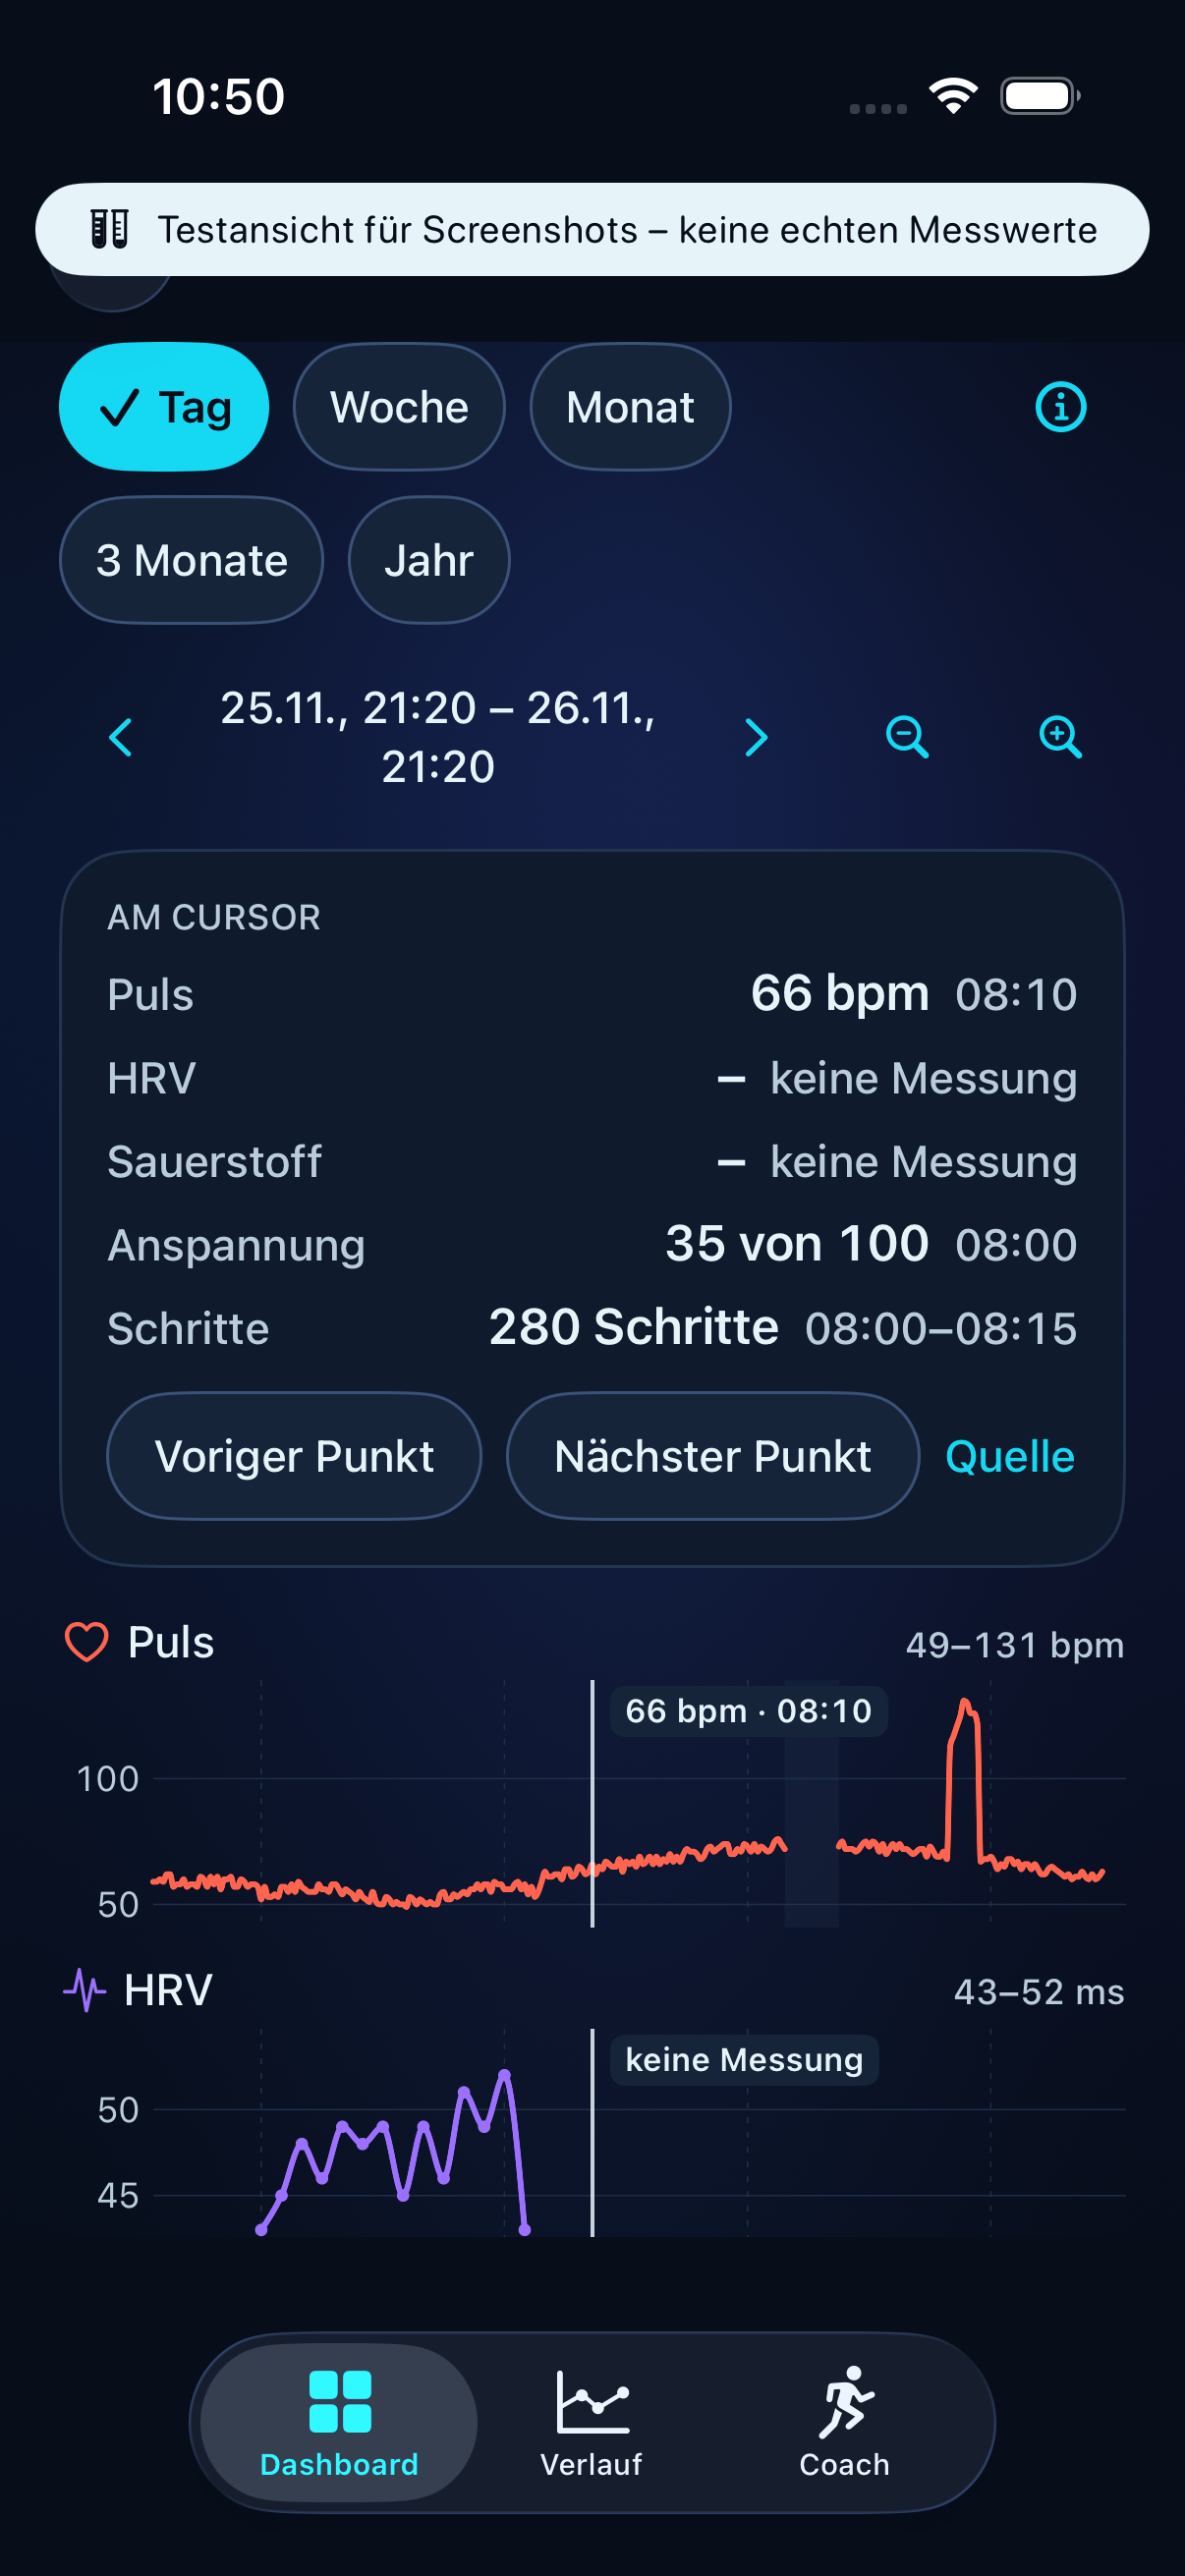 10:50
Testansicht für Screenshots – keine echten Messwerte
Tag
Woche
Monat
3 Monate
Jahr
25.11., 21:20 – 26.11.,
21:20
AM CURSOR
Puls 66 bpm 08:10
HRV – keine Messung
Sauerstoff – keine Messung
Anspannung 35 von 100 08:00
Schritte 280 Schritte 08:00–08:15
Voriger Punkt
Nächster Punkt
Quelle
Puls 49–131 bpm
66 bpm · 08:10
100
50
HRV 43–52 ms
keine Messung
50
45
Dashboard
Verlauf
Coach